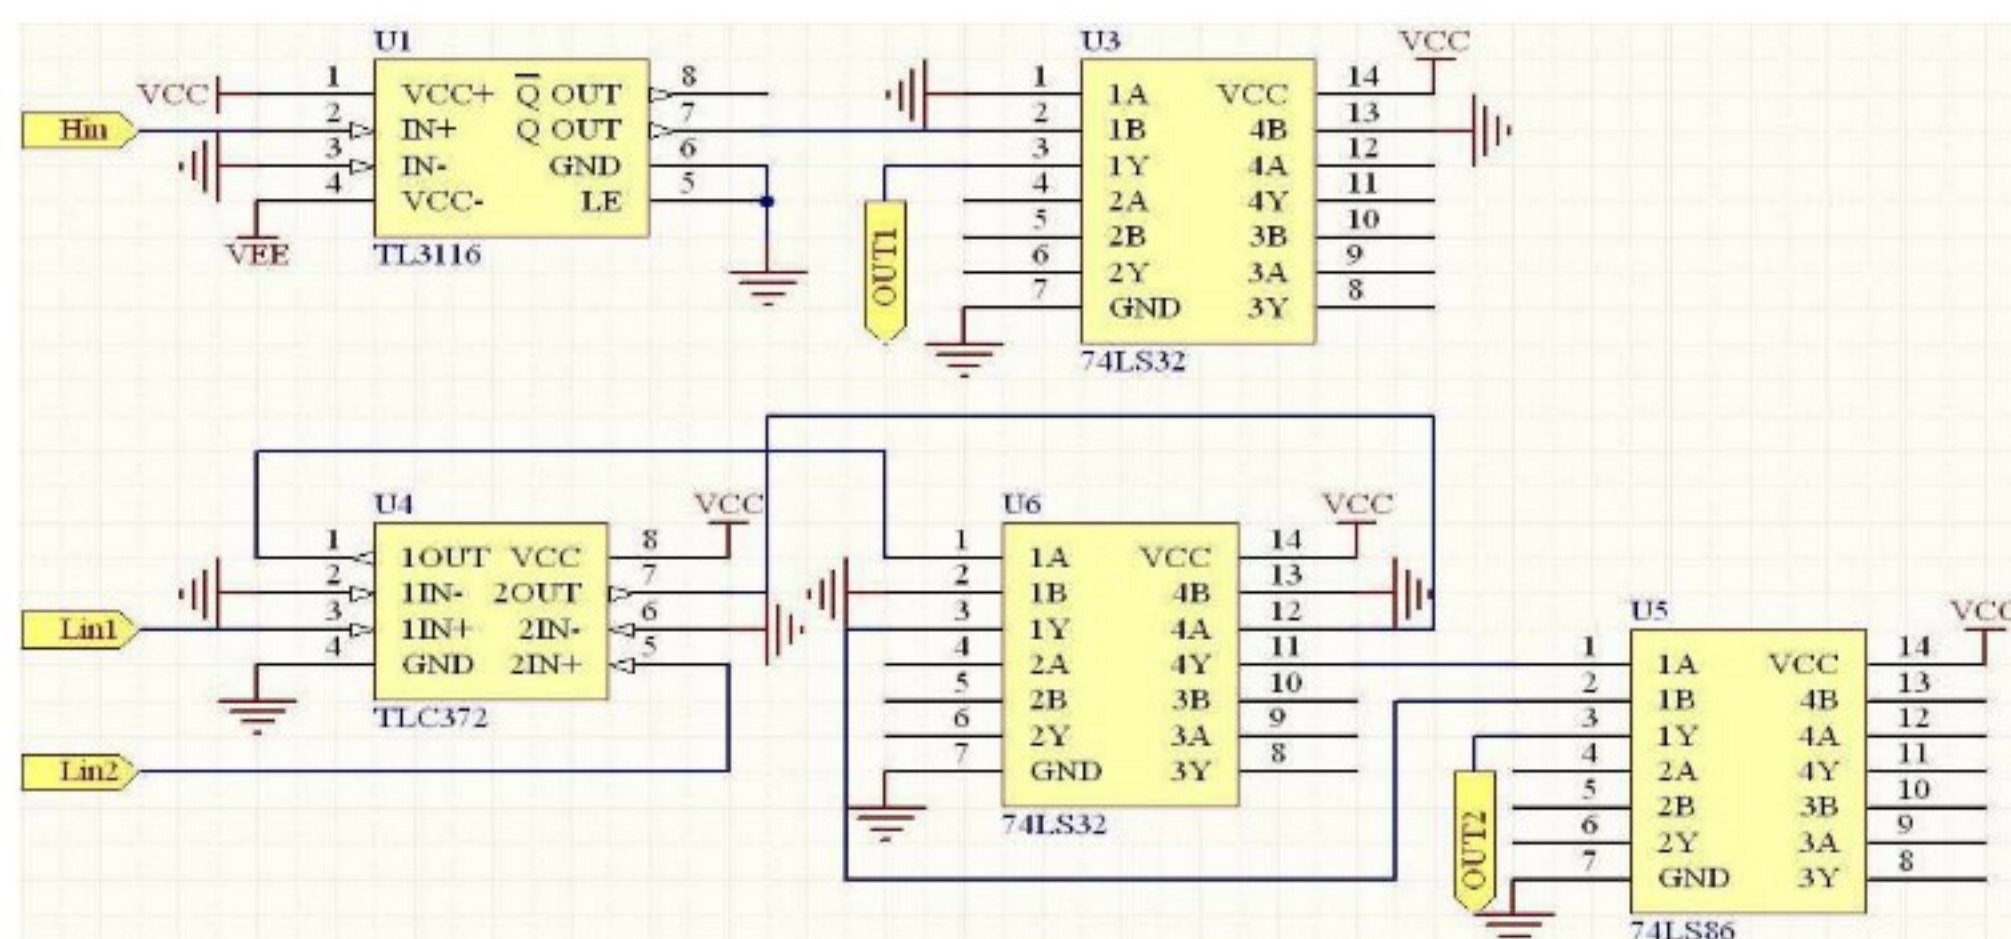 U1
VCC 1 VCC+ Q OUT 8
Hin 2 IN+ Q OUT 7
3 IN- GND 6
4 VCC- LE 5
VEE TL3116
U3 VCC
1 1A VCC 14
2 1B 4B 13
3 1Y 4A 12
4 2A 4Y 11
5 2B 3B 10
6 2Y 3A 9
7 GND 3Y 8
OUT1
74LS32
U4 VCC
1 1OUT VCC 8
2 1IN- 2OUT 7
Lin1 3 1IN+ 2IN- 6
4 GND 2IN+ 5
TLC372
Lin2
U6 VCC
1 1A VCC 14
2 1B 4B 13
3 1Y 4A 12
4 2A 4Y 11
5 2B 3B 10
6 2Y 3A 9
7 GND 3Y 8
74LS32
U5 VCC
1 1A VCC 14
2 1B 4B 13
3 1Y 4A 12
4 2A 4Y 11
5 2B 3B 10
6 2Y 3A 9
7 GND 3Y 8
OUT2
74LS86